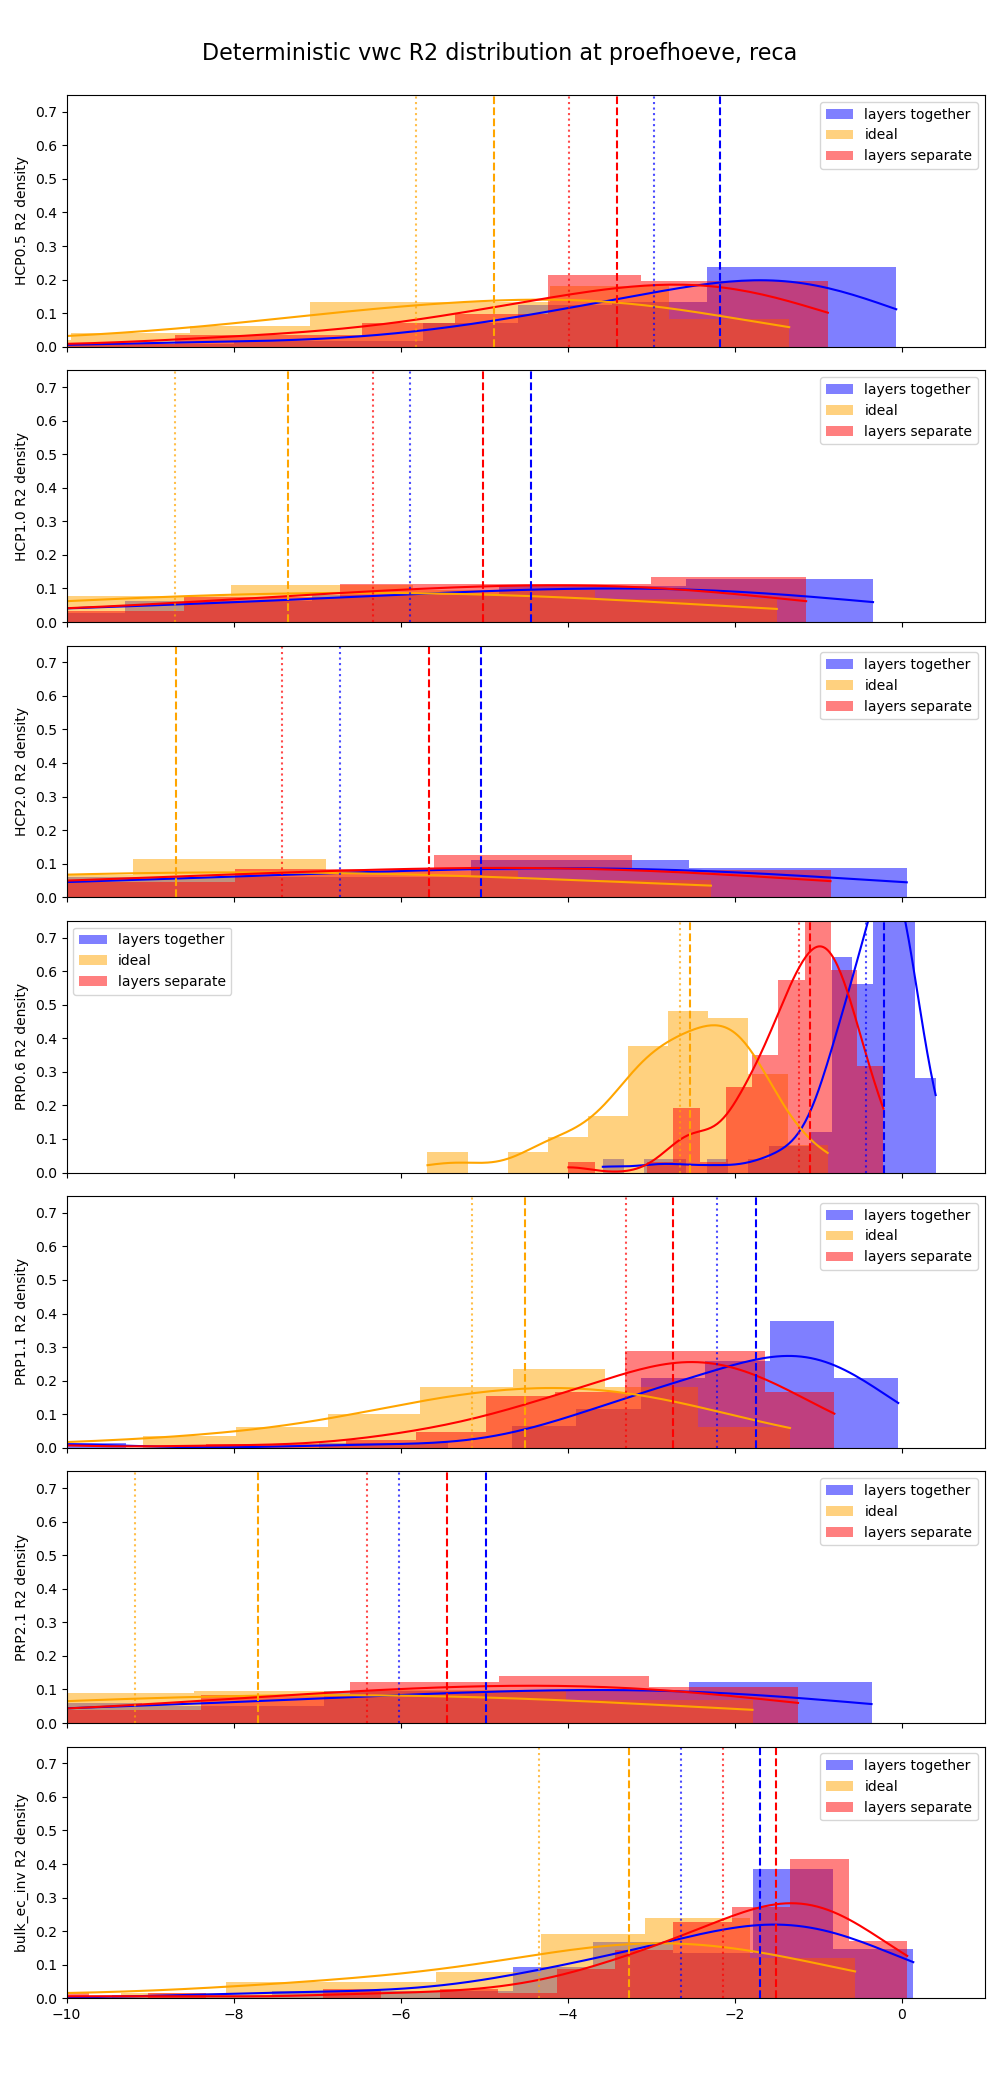 Deterministic vwc R2 distribution at proefhoeve, reca
HCP0.5 R2 density
0.7
0.6
0.5
0.4
0.3
0.2
0.1
0.0
layers together
ideal
layers separate
HCP1.0 R2 density
0.7
0.6
0.5
0.4
0.3
0.2
0.1
0.0
layers together
ideal
layers separate
HCP2.0 R2 density
0.7
0.6
0.5
0.4
0.3
0.2
0.1
0.0
layers together
ideal
layers separate
PRP0.6 R2 density
0.7
0.6
0.5
0.4
0.3
0.2
0.1
0.0
layers together
ideal
layers separate
PRP1.1 R2 density
0.7
0.6
0.5
0.4
0.3
0.2
0.1
0.0
layers together
ideal
layers separate
PRP2.1 R2 density
0.7
0.6
0.5
0.4
0.3
0.2
0.1
0.0
layers together
ideal
layers separate
bulk_ec_inv R2 density
0.7
0.6
0.5
0.4
0.3
0.2
0.1
0.0
layers together
ideal
layers separate
−10 −8 −6 −4 −2 0